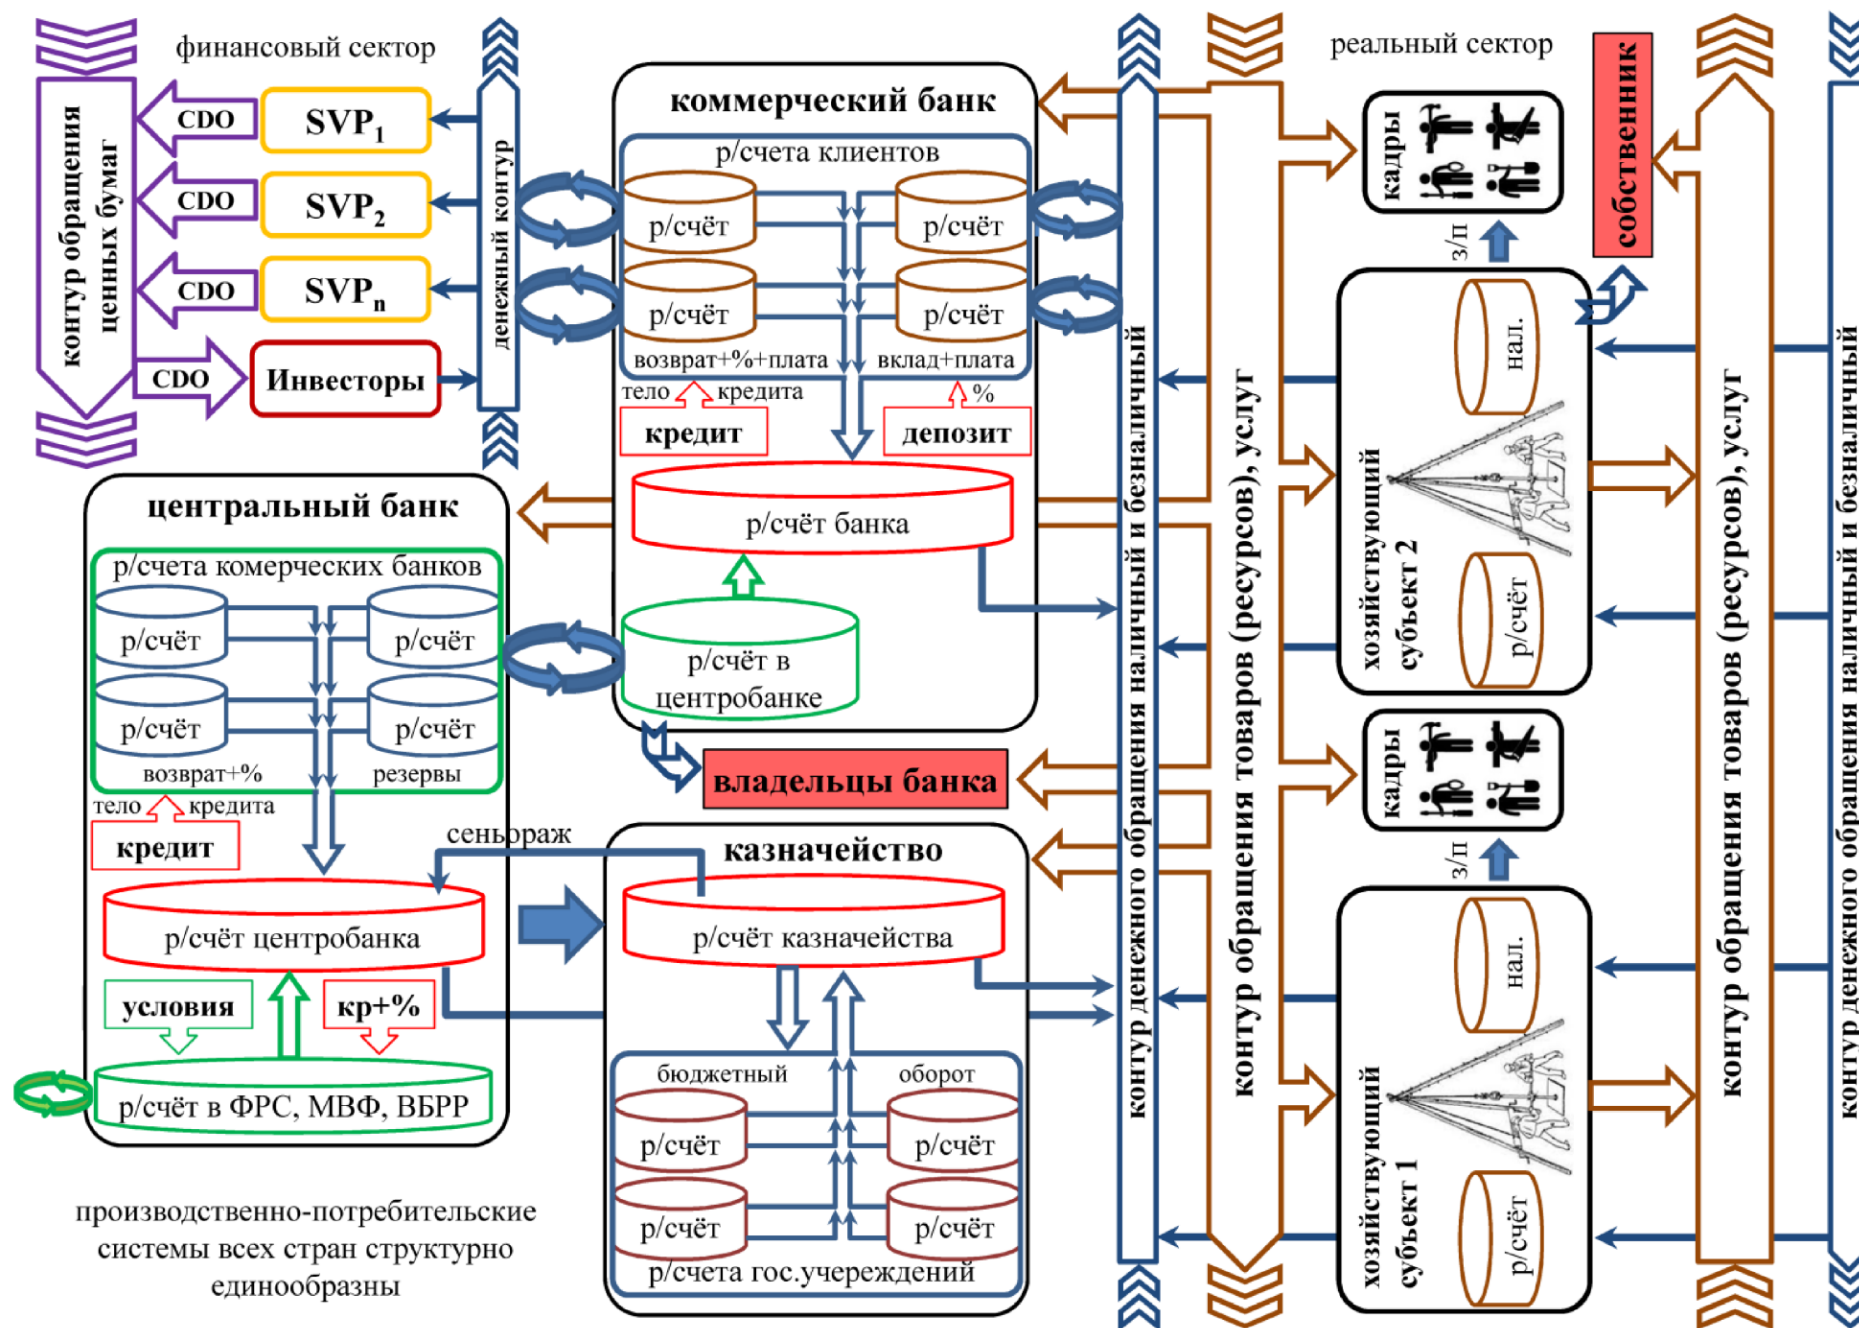 финансовый сектор
контур обращения
ценных бумаг
CDO
SVP1
CDO
SVP2
CDO
SVPn
CDO
Инвесторы
денежный контур
коммерческий банк
р/счета клиентов
р/счёт
р/счёт
р/счёт
р/счёт
возврат+%+плата
вклад+плата
тело
кредита
%
кредит
депозит
р/счёт банка
р/счёт в
центробанке
владельцы банка
центральный банк
р/счета комерческих банков
р/счёт
р/счёт
р/счёт
р/счёт
возврат+%
резервы
тело
кредита
кредит
сеньораж
р/счёт центробанка
условия
кр+%
р/счёт в ФРС, МВФ, ВБРР
производственно-потребительские
системы всех стран структурно
единообразны
казначейство
р/счёт казначейства
бюджетный
оборот
р/счёт
р/счёт
р/счёт
р/счёт
р/счета гос.учереждений
контур денежного обращения наличный и безналичный
контур обращения товаров (ресурсов), услуг
реальный сектор
кадры
собственник
з/п
нал.
хозяйствующий
субъект 2
р/счёт
кадры
з/п
нал.
хозяйствующий
субъект 1
р/счёт
контур обращения товаров (ресурсов), услуг
контур денежного обращения наличный и безналичный